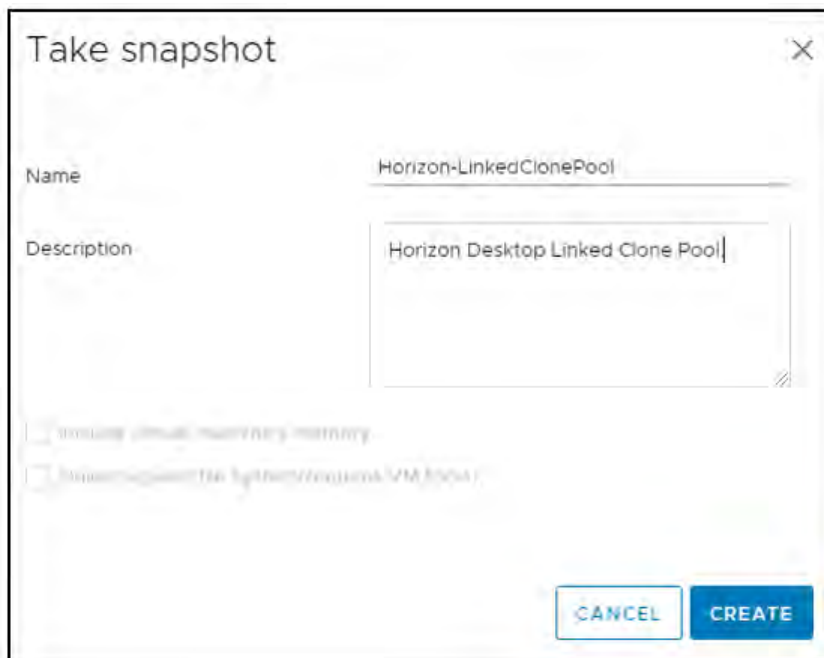 Take snapshot
Name
Horizon-LinkedClonePool
Description
Horizon Desktop Linked Clone Pool
CANCEL
CREATE